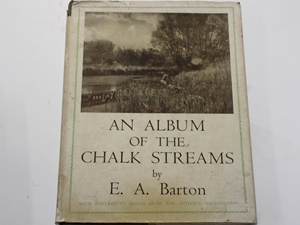 AN ALBUM
OF THE
CHALK STREAMS
by
E. A. Barton